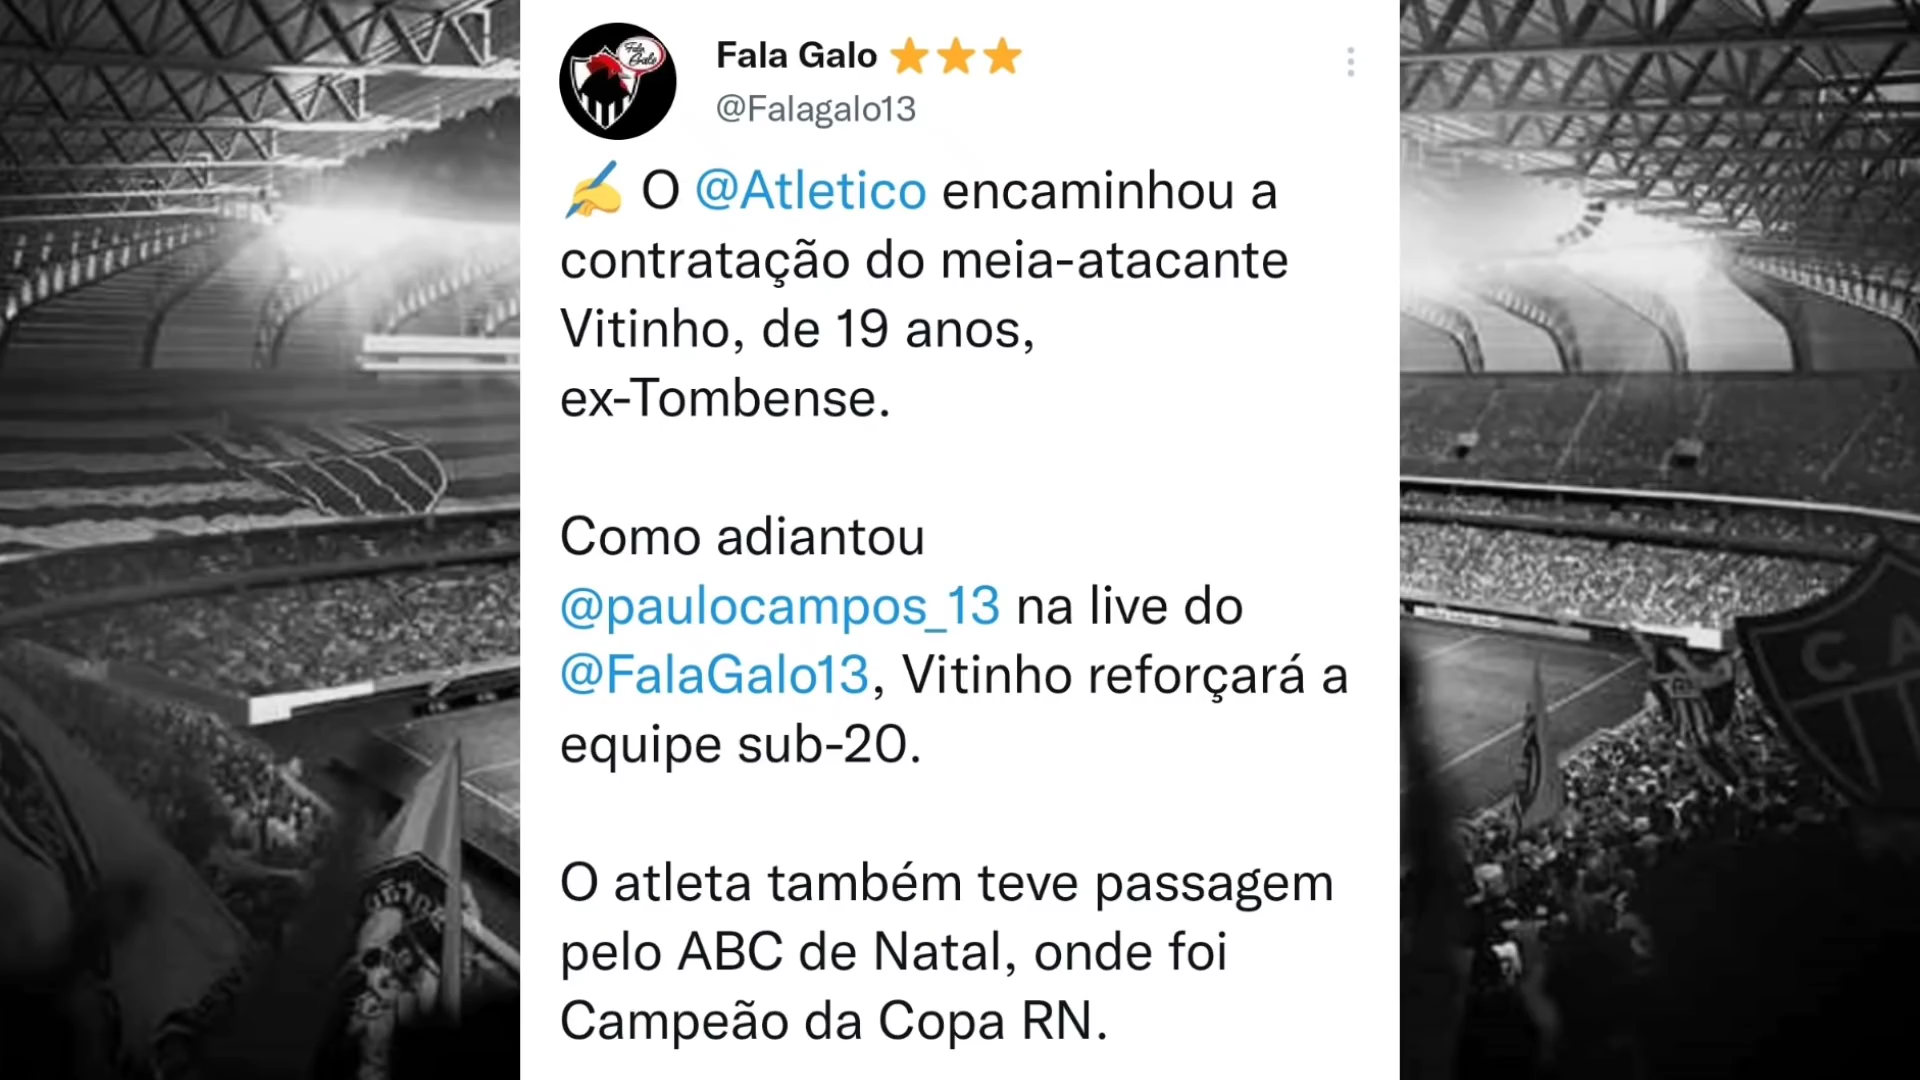 Fala Galo ⭐⭐⭐
@Falagalo13
✍️ O @Atletico encaminhou a
contratação do meia-atacante
Vitinho, de 19 anos,
ex-Tombense.
Como adiantou
@paulocampos_13 na live do
@FalaGalo13, Vitinho reforçará a
equipe sub-20.
O atleta também teve passagem
pelo ABC de Natal, onde foi
Campeão da Copa RN.
Fala
Galo
C A